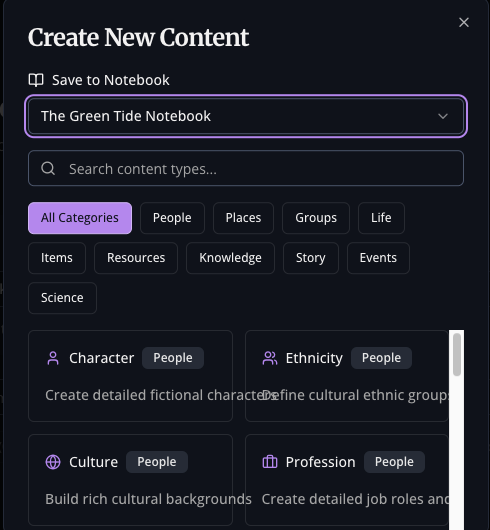 Create New Content
Save to Notebook
The Green Tide Notebook
Search content types...
All Categories
People
Places
Groups
Life
Items
Resources
Knowledge
Story
Events
Science
Character
People
Ethnicity
People
Create detailed fictional characters
Define cultural ethnic groups
Culture
People
Profession
People
Build rich cultural backgrounds
Create detailed job roles and